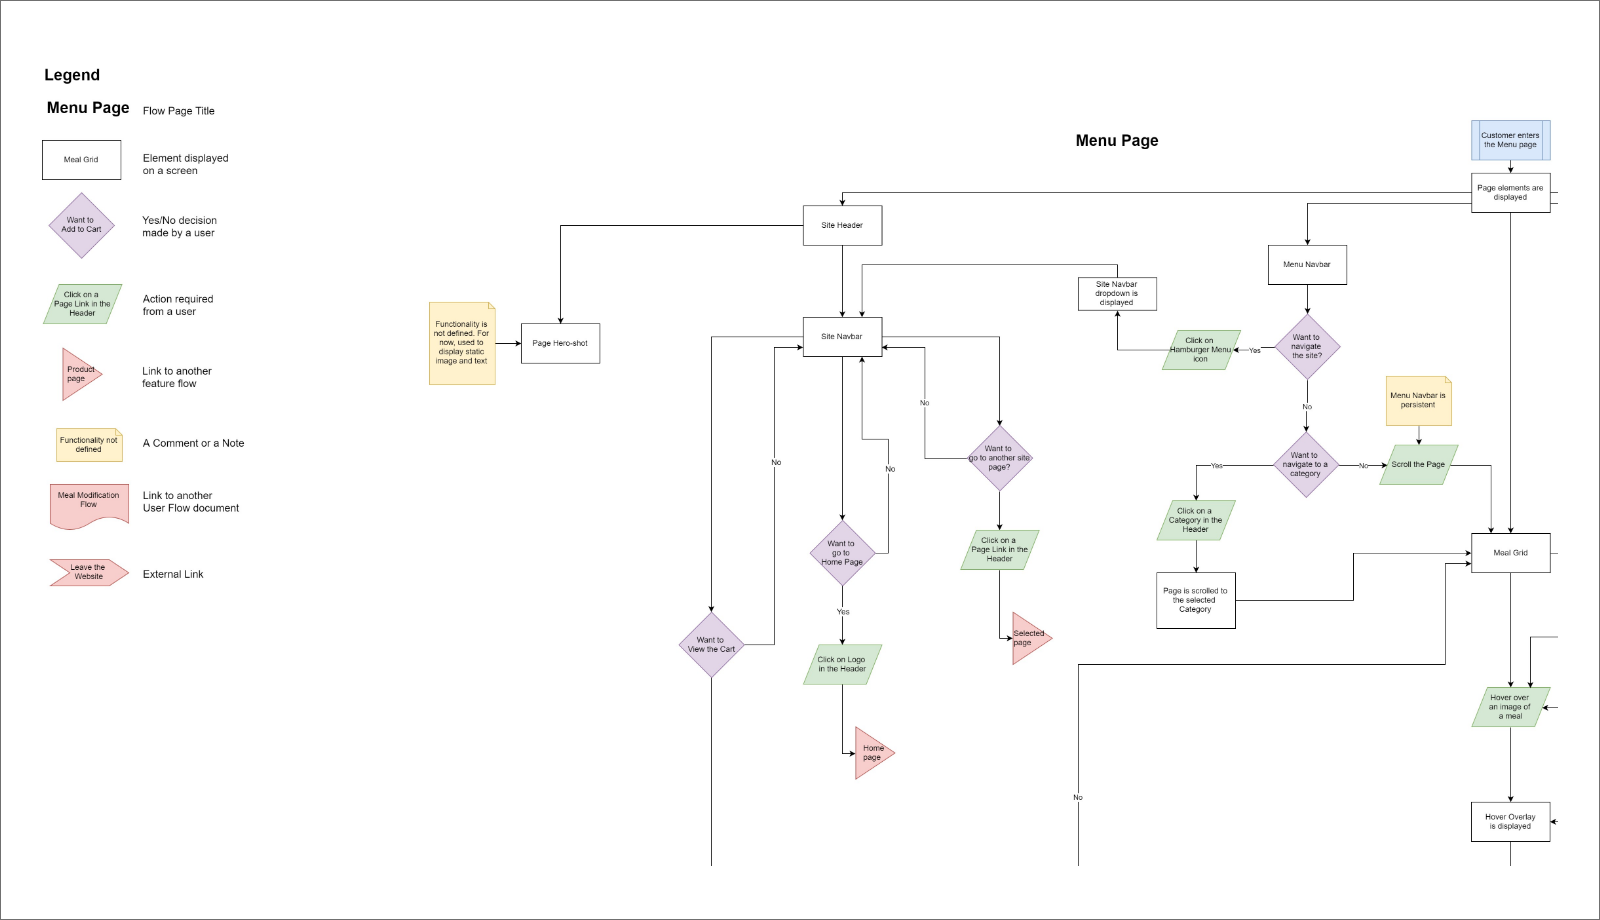 Legend
Menu Page
Flow Page Title
Meal Grid
Element displayed
on a screen
Want to
Add to Cart
Yes/No decision
made by a user
Click on a
Page Link in the
Header
Action required
from a user
Product
page
Link to another
feature flow
Functionality not
defined
A Comment or a Note
Meal Modification
Flow
Link to another
User Flow document
Leave the
Website
External Link
Menu Page
Customer enters
the Menu page
Page elements are
displayed
Site Header
Menu Navbar
Site Navbar
dropdown is
displayed
Functionality is
not defined. For
now, used to
display static
image and text
Page Hero-shot
Site Navbar
Click on
Hamburger Menu
icon
Yes
Want to
navigate
the site?
No
No
Menu Navbar is
persistent
Want to
go to another site
page?
No
No
Want to
navigate to a
category
Yes
No
Scroll the Page
Click on a
Category in the
Header
Want to
go to
Home Page
Click on a
Page Link in the
Header
Meal Grid
Page is scrolled to
the selected
Category
Yes
Want to
View the Cart
Click on Logo
in the Header
Selected
page
Hover over
an image of
a meal
Home
page
No
Hover Overlay
is displayed